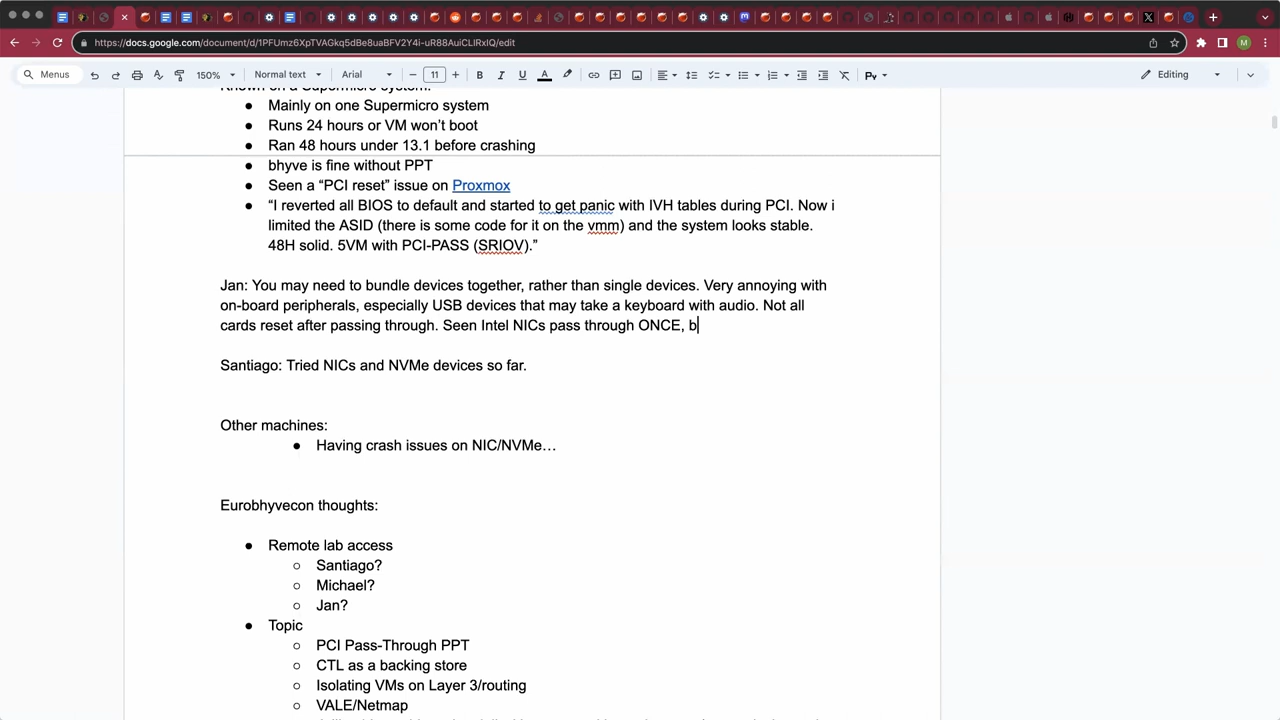 https://docs.google.com/document/d/1PFUmz6XpTVAGkq5dBe8uaBFV2Y4i-uR88AuiCLlRxIQ/edit
M
Menus
150%
Normal text
Arial
11
Editing
Known on a Supermicro system:
Mainly on one Supermicro system
Runs 24 hours or VM won't boot
Ran 48 hours under 13.1 before crashing
bhyve is fine without PPT
Seen a “PCI reset” issue on Proxmox
“I reverted all BIOS to default and started to get panic with IVH tables during PCI. Now i
limited the ASID (there is some code for it on the vmm) and the system looks stable.
48H solid. 5VM with PCI-PASS (SRIOV).”
Jan: You may need to bundle devices together, rather than single devices. Very annoying with
on-board peripherals, especially USB devices that may take a keyboard with audio. Not all
cards reset after passing through. Seen Intel NICs pass through ONCE, b
Santiago: Tried NICs and NVMe devices so far.
Other machines:
Having crash issues on NIC/NVMe…
Eurobhyvecon thoughts:
Remote lab access
Santiago?
Michael?
Jan?
Topic
PCI Pass-Through PPT
CTL as a backing store
Isolating VMs on Layer 3/routing
VALE/Netmap